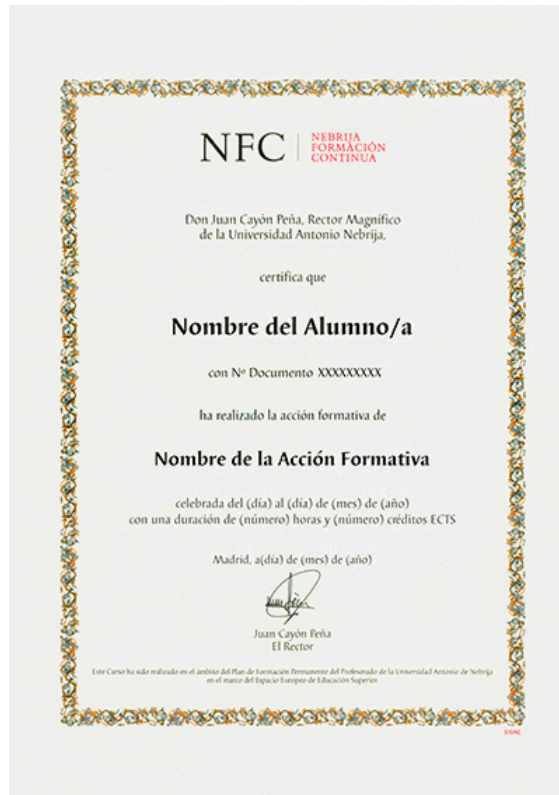 NFC
NEBRIJA
FORMACIÓN
CONTINUA
Don Juan Cayón Peña, Rector Magnífico
de la Universidad Antonio Nebrija,
certifica que
Nombre del Alumno/a
con Nº Documento XXXXXXXXX
ha realizado la acción formativa de
Nombre de la Acción Formativa
celebrada del (día) al (día) de (mes) de (año)
con una duración de (número) horas y (número) créditos ECTS
Madrid, a(día) de (mes) de (año)
Juan Cayón Peña
El Rector
Este Curso ha sido realizado en el ámbito del Plan de Formación Permanente del Profesorado de la Universidad Antonio de Nebrija
en el marco del Espacio Europeo de Educación Superior.
SIGNE